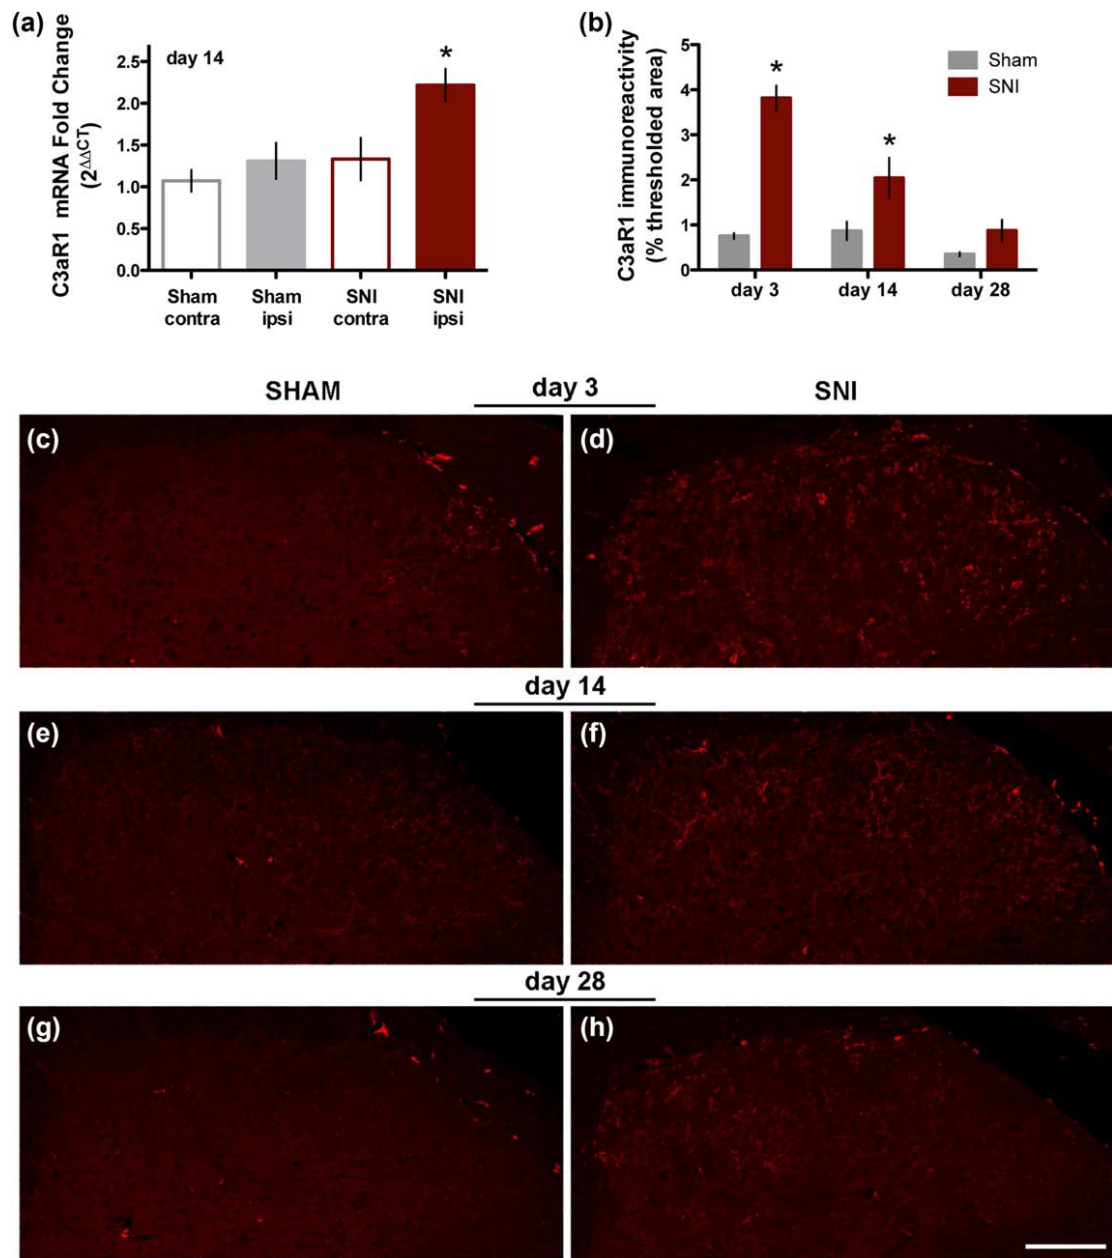 (a)
day 14
*
C3aR1 mRNA Fold Change
(2^ΔΔCT)
2.5
2.0
1.5
1.0
0.5
0.0
Sham contra
Sham ipsi
SNI contra
SNI ipsi
(b)
C3aR1 immunoreactivity
(% thresholded area)
5
4
3
2
1
0
*
*
Sham
SNI
day 3
day 14
day 28
SHAM
day 3
SNI
(c)
(d)
day 14
(e)
(f)
day 28
(g)
(h)